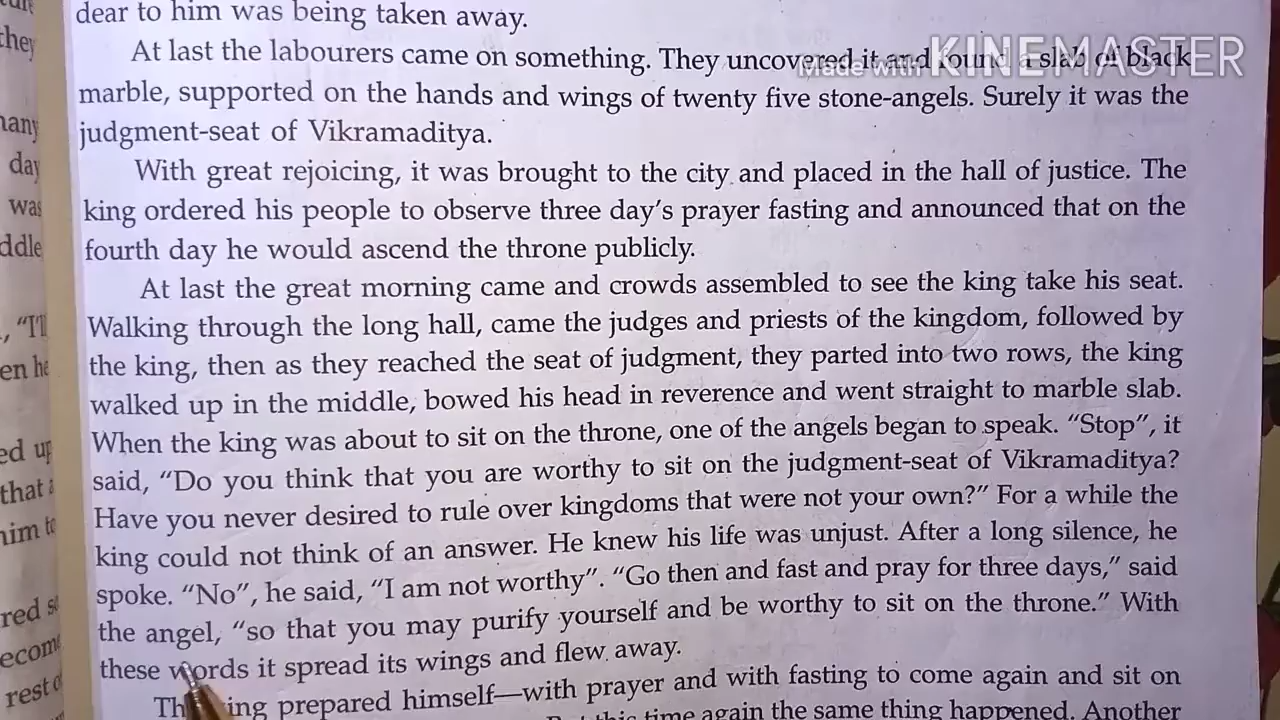 dear to him was being taken away.
At last the labourers came on something. They uncovered it and found a slab of black
marble, supported on the hands and wings of twenty five stone-angels. Surely it was the
judgment-seat of Vikramaditya.
With great rejoicing, it was brought to the city and placed in the hall of justice. The
king ordered his people to observe three day's prayer fasting and announced that on the
fourth day he would ascend the throne publicly.
At last the great morning came and crowds assembled to see the king take his seat.
Walking through the long hall, came the judges and priests of the kingdom, followed by
the king, then as they reached the seat of judgment, they parted into two rows, the king
walked up in the middle, bowed his head in reverence and went straight to marble slab.
When the king was about to sit on the throne, one of the angels began to speak. "Stop", it
said, "Do you think that you are worthy to sit on the judgment-seat of Vikramaditya?
Have you never desired to rule over kingdoms that were not your own?" For a while the
king could not think of an answer. He knew his life was unjust. After a long silence, he
spoke. "No", he said, "I am not worthy". "Go then and fast and pray for three days," said
the angel, "so that you may purify yourself and be worthy to sit on the throne." With
these words it spread its wings and flew away.
king prepared himself—with prayer and with fasting to come again and sit on
this time again the same thing happened. Another
Made with KINEMASTER
day
was